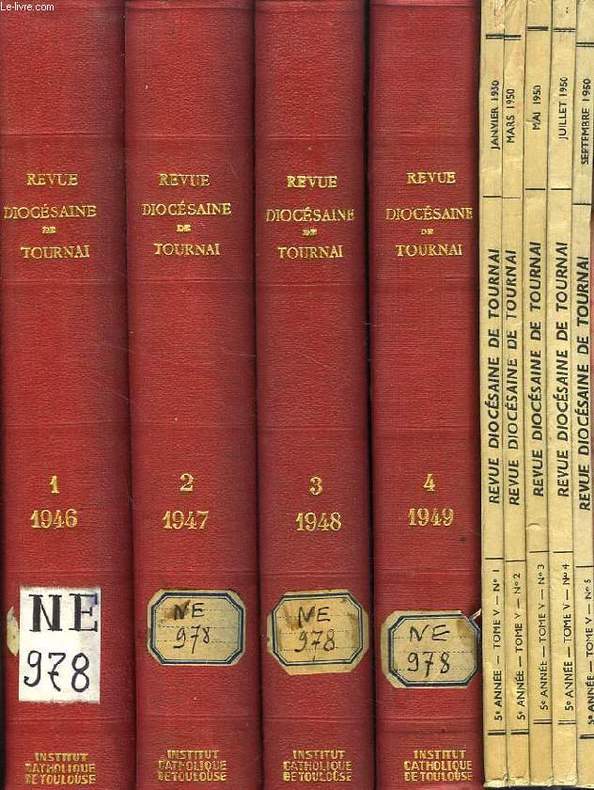 Le-livre.com
REVUE
DIOCÉSAINE
DE
TOURNAI
1
1946
NE
978
INSTITUT
CATHOLIQUE
DE TOULOUSE
REVUE
DIOCÉSAINE
DE
TOURNAI
2
1947
NE
978
INSTITUT
CATHOLIQUE
DE TOULOUSE
REVUE
DIOCÉSAINE
DE
TOURNAI
3
1948
NE
978
INSTITUT
CATHOLIQUE
DE TOULOUSE
REVUE
DIOCÉSAINE
DE
TOURNAI
4
1949
NE
978
INSTITUT
CATHOLIQUE
DE TOULOUSE
5e ANNÉE — TOME V — No 1 REVUE DIOCÉSAINE DE TOURNAI JANVIER 1950
5e ANNÉE — TOME V — No 2 REVUE DIOCÉSAINE DE TOURNAI MARS 1950
5e ANNÉE — TOME V — No 3 REVUE DIOCÉSAINE DE TOURNAI MAI 1950
5e ANNÉE — TOME V — No 4 REVUE DIOCÉSAINE DE TOURNAI JUILLET 1950
5e ANNÉE — TOME V — No 5 REVUE DIOCÉSAINE DE TOURNAI SEPTEMBRE 1950